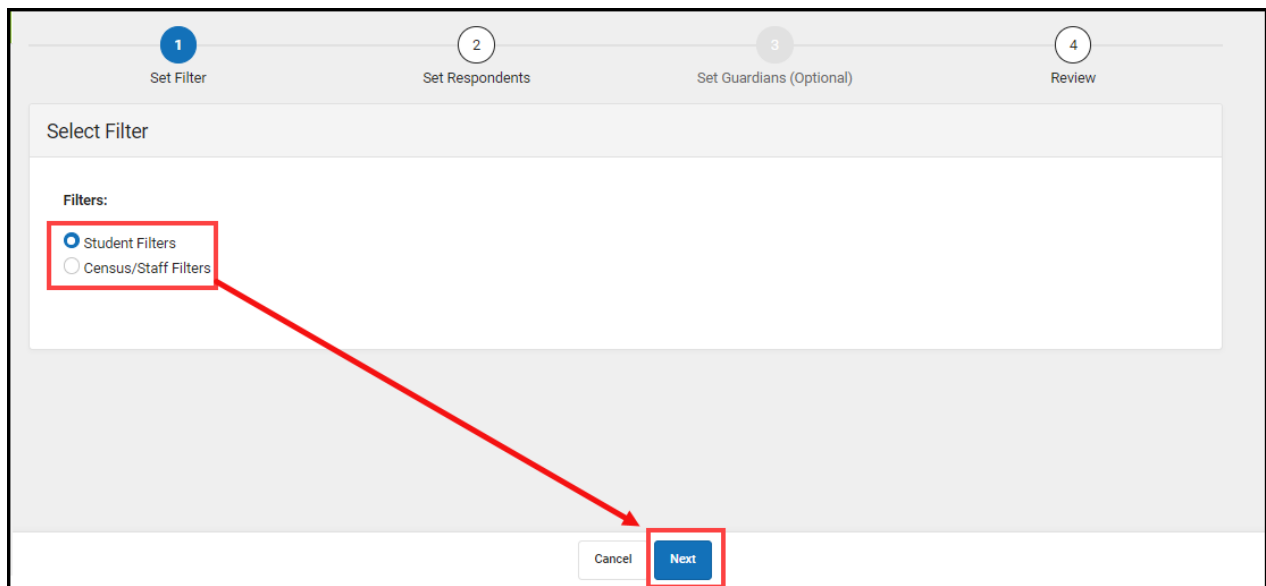 1
2
3
4
Set Filter
Set Respondents
Set Guardians (Optional)
Review
Select Filter
Filters:
Student Filters
Census/Staff Filters
Cancel
Next